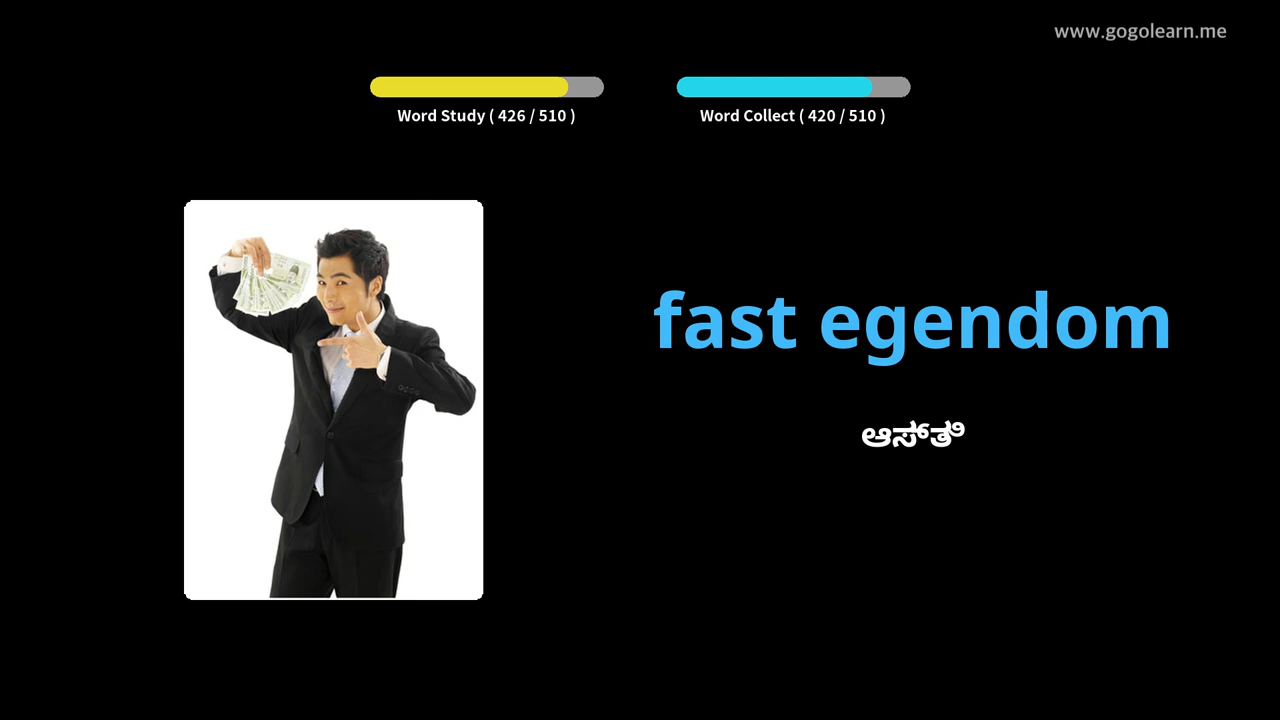 www.gogolearn.me
Word Study ( 426 / 510 )
Word Collect ( 420 / 510 )
fast egendom
ಆಸ್ತಿ